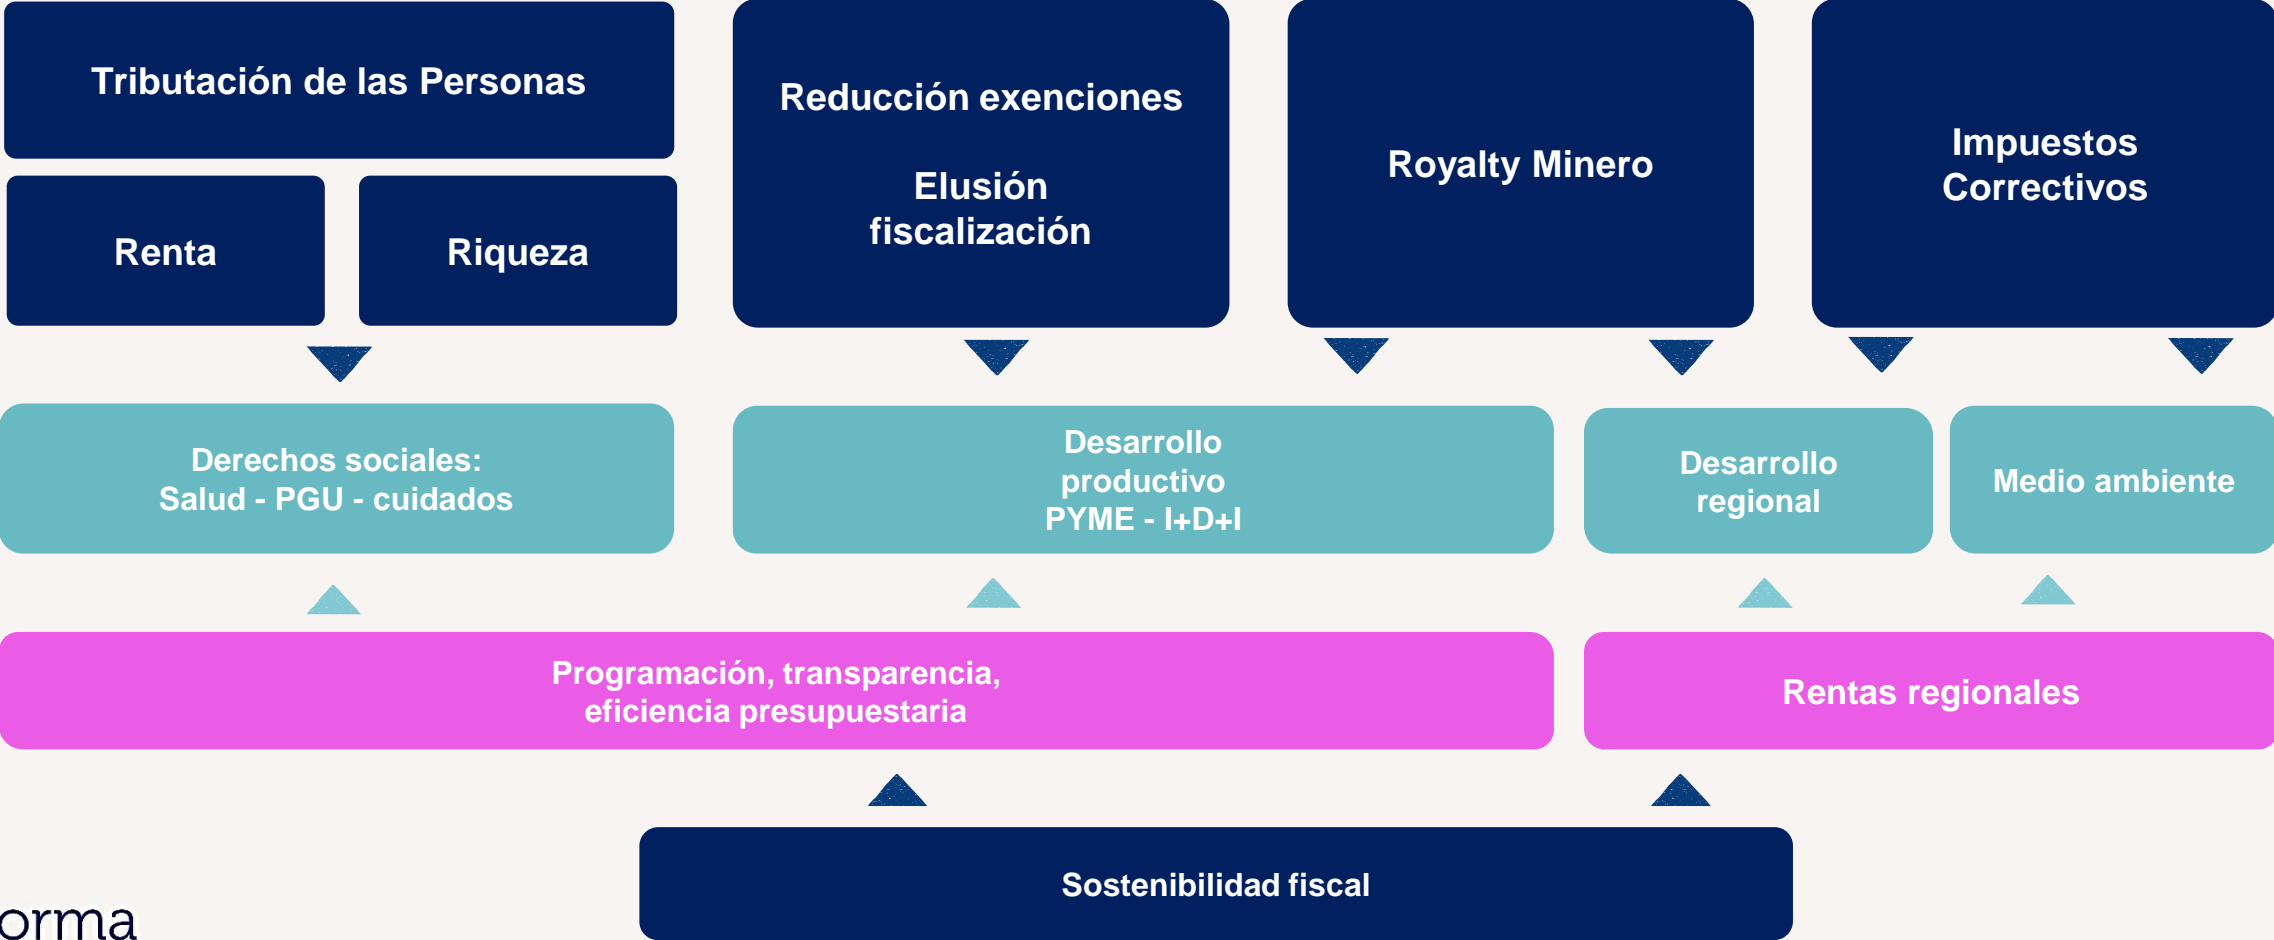 Tributación de las Personas
Renta
Riqueza
Reducción exenciones
Elusión
fiscalización
Royalty Minero
Impuestos
Correctivos
Derechos sociales:
Salud - PGU - cuidados
Desarrollo
productivo
PYME - I+D+I
Desarrollo
regional
Medio ambiente
Programación, transparencia,
eficiencia presupuestaria
Rentas regionales
Sostenibilidad fiscal
orma